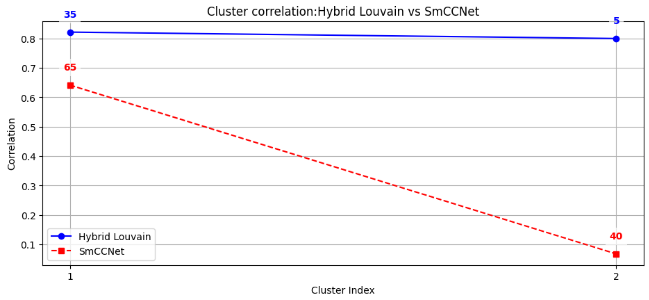 Cluster correlation:Hybrid Louvain vs SmCCNet
35
5
65
40
0.8
0.7
0.6
0.5
0.4
0.3
0.2
0.1
Correlation
Hybrid Louvain
SmCCNet
1
2
Cluster Index